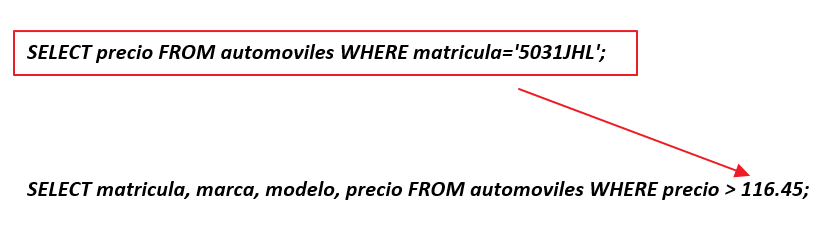 SELECT precio FROM automoviles WHERE matricula='5031JHL';
SELECT matricula, marca, modelo, precio FROM automoviles WHERE precio > 116.45;